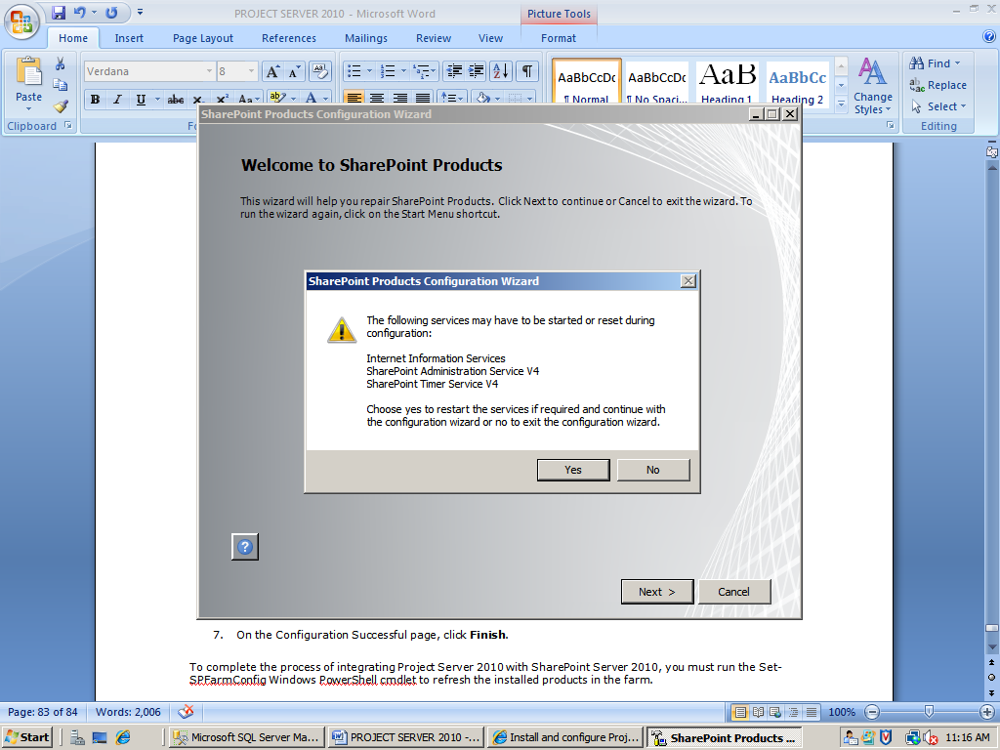 PROJECT SERVER 2010 - Microsoft Word
Picture Tools
Home Insert Page Layout References Mailings Review View Format
Verdana 8
AaBbCcDc AaBbCcDc AaB AaBbCc
Paste
B I U abc x₂ x² Aa
¶ Normal ¶ No Spaci... Heading 1 Heading 2
Change
Styles
Find
Replace
Select
Clipboard Fo Editing
SharePoint Products Configuration Wizard
Welcome to SharePoint Products
This wizard will help you repair SharePoint Products. Click Next to continue or Cancel to exit the wizard. To
run the wizard again, click on the Start Menu shortcut.
SharePoint Products Configuration Wizard
The following services may have to be started or reset during
configuration:
Internet Information Services
SharePoint Administration Service V4
SharePoint Timer Service V4
Choose yes to restart the services if required and continue with
the configuration wizard or no to exit the configuration wizard.
Yes No
Next > Cancel
7. On the Configuration Successful page, click Finish.
To complete the process of integrating Project Server 2010 with SharePoint Server 2010, you must run the Set-
SPFarmConfig Windows PowerShell cmdlet to refresh the installed products in the farm.
Page: 83 of 84 Words: 2,006 100%
Start Microsoft SQL Server Ma... PROJECT SERVER 2010 -... Install and configure Proj... SharePoint Products ... 11:16 AM